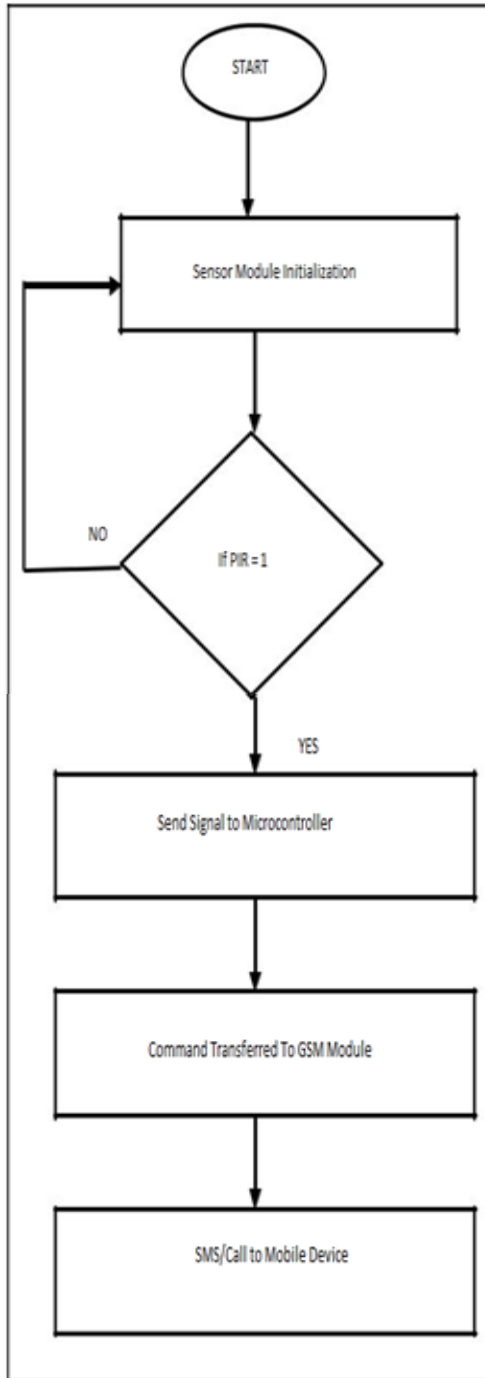 START
Sensor Module Initialization
NO
If PIR = 1
YES
Send Signal to Microcontroller
Command Transferred To GSM Module
SMS/Call to Mobile Device